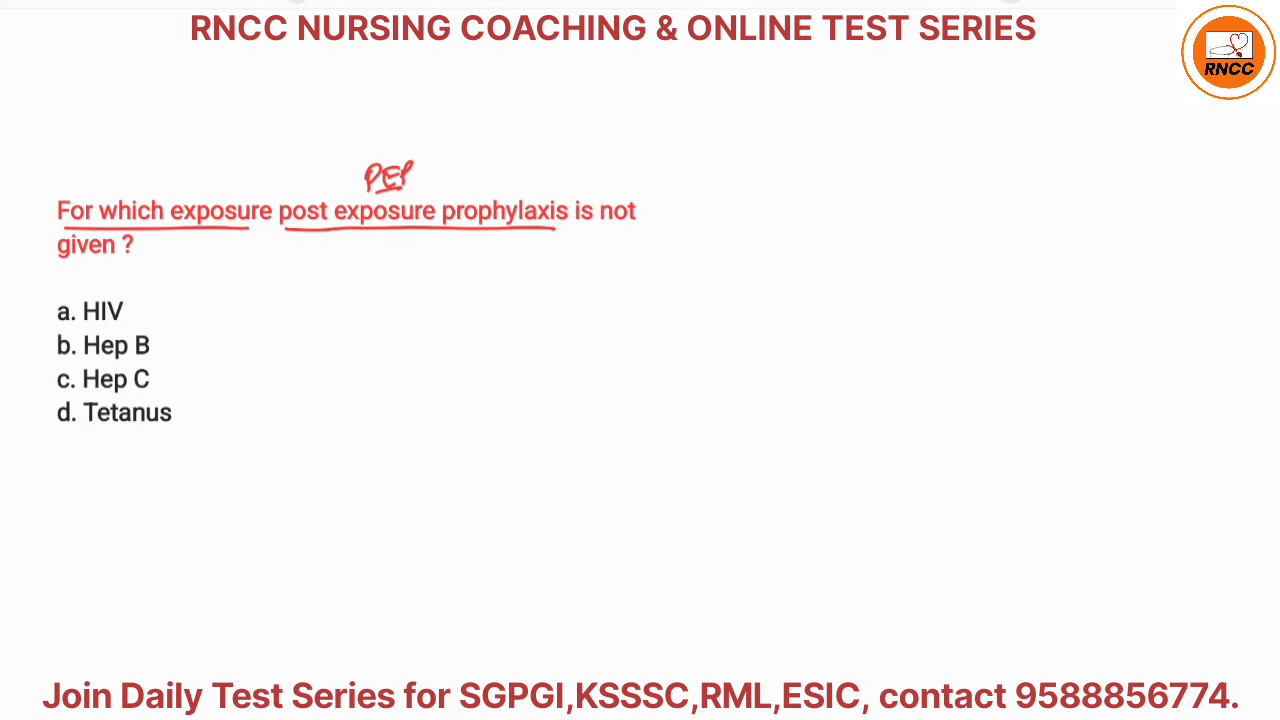 RNCC NURSING COACHING & ONLINE TEST SERIES
RNCC
PEP
For which exposure post exposure prophylaxis is not
given ?
a. HIV
b. Hep B
c. Hep C
d. Tetanus
Join Daily Test Series for SGPGI,KSSSC,RML,ESIC, contact 9588856774.